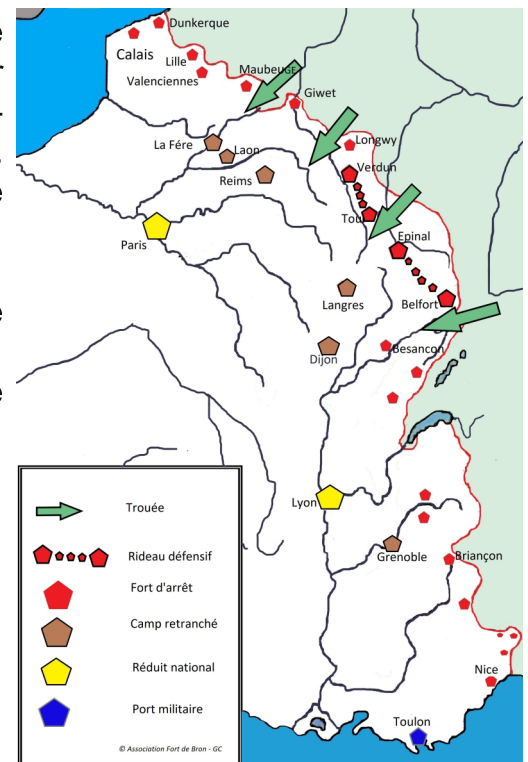 Dunkerque
Calais
Lille
Valenciennes
Maubeuge
Giwet
La Fére
Laon
Longwy
Verdun
Reims
Toul
Paris
Epinal
Langres
Belfort
Dijon
Besançon
Lyon
Grenoble
Briançon
Nice
Toulon
Trouée
Rideau défensif
Fort d'arrêt
Camp retranché
Réduit national
Port militaire
© Association Fort de Bron - GC